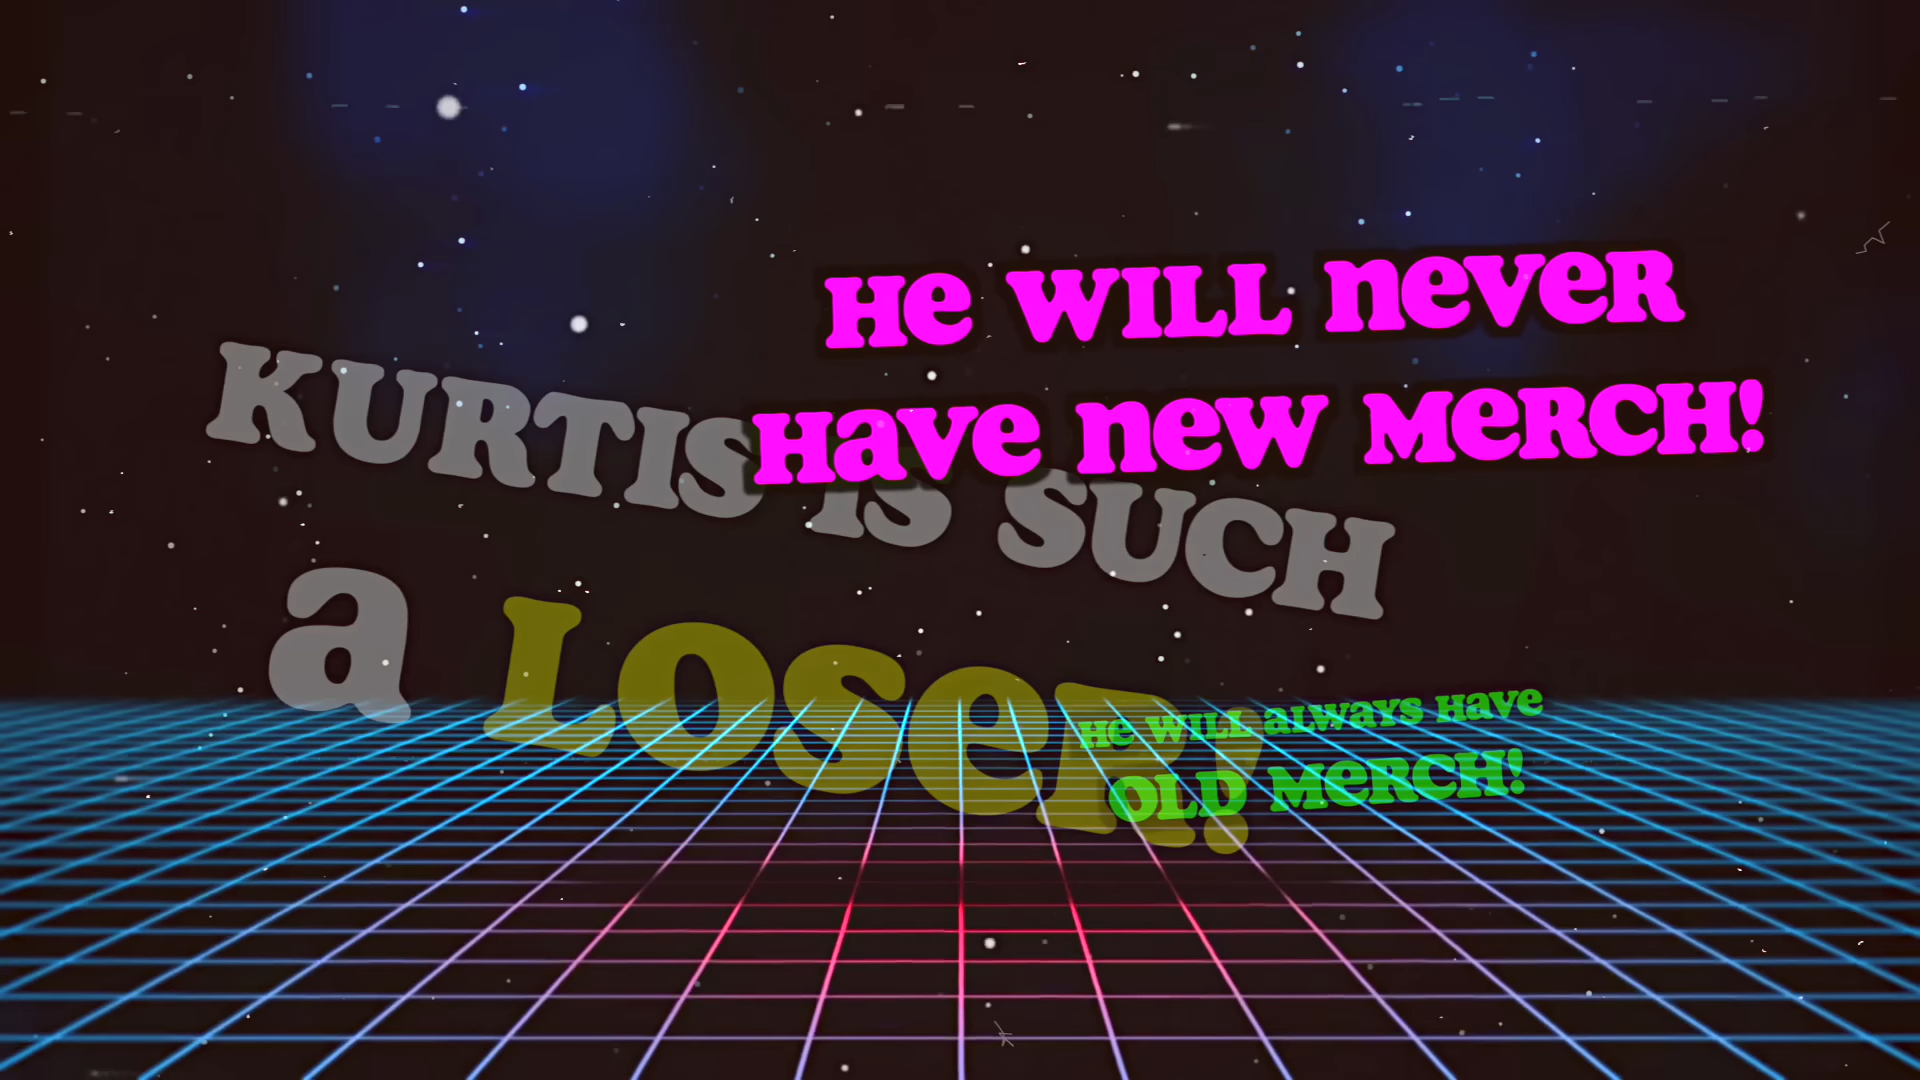 He WILL never
Have new MerCH!
KURTIS IS SUCH
a Loser!
He WILL always Have
OLD MerCH!